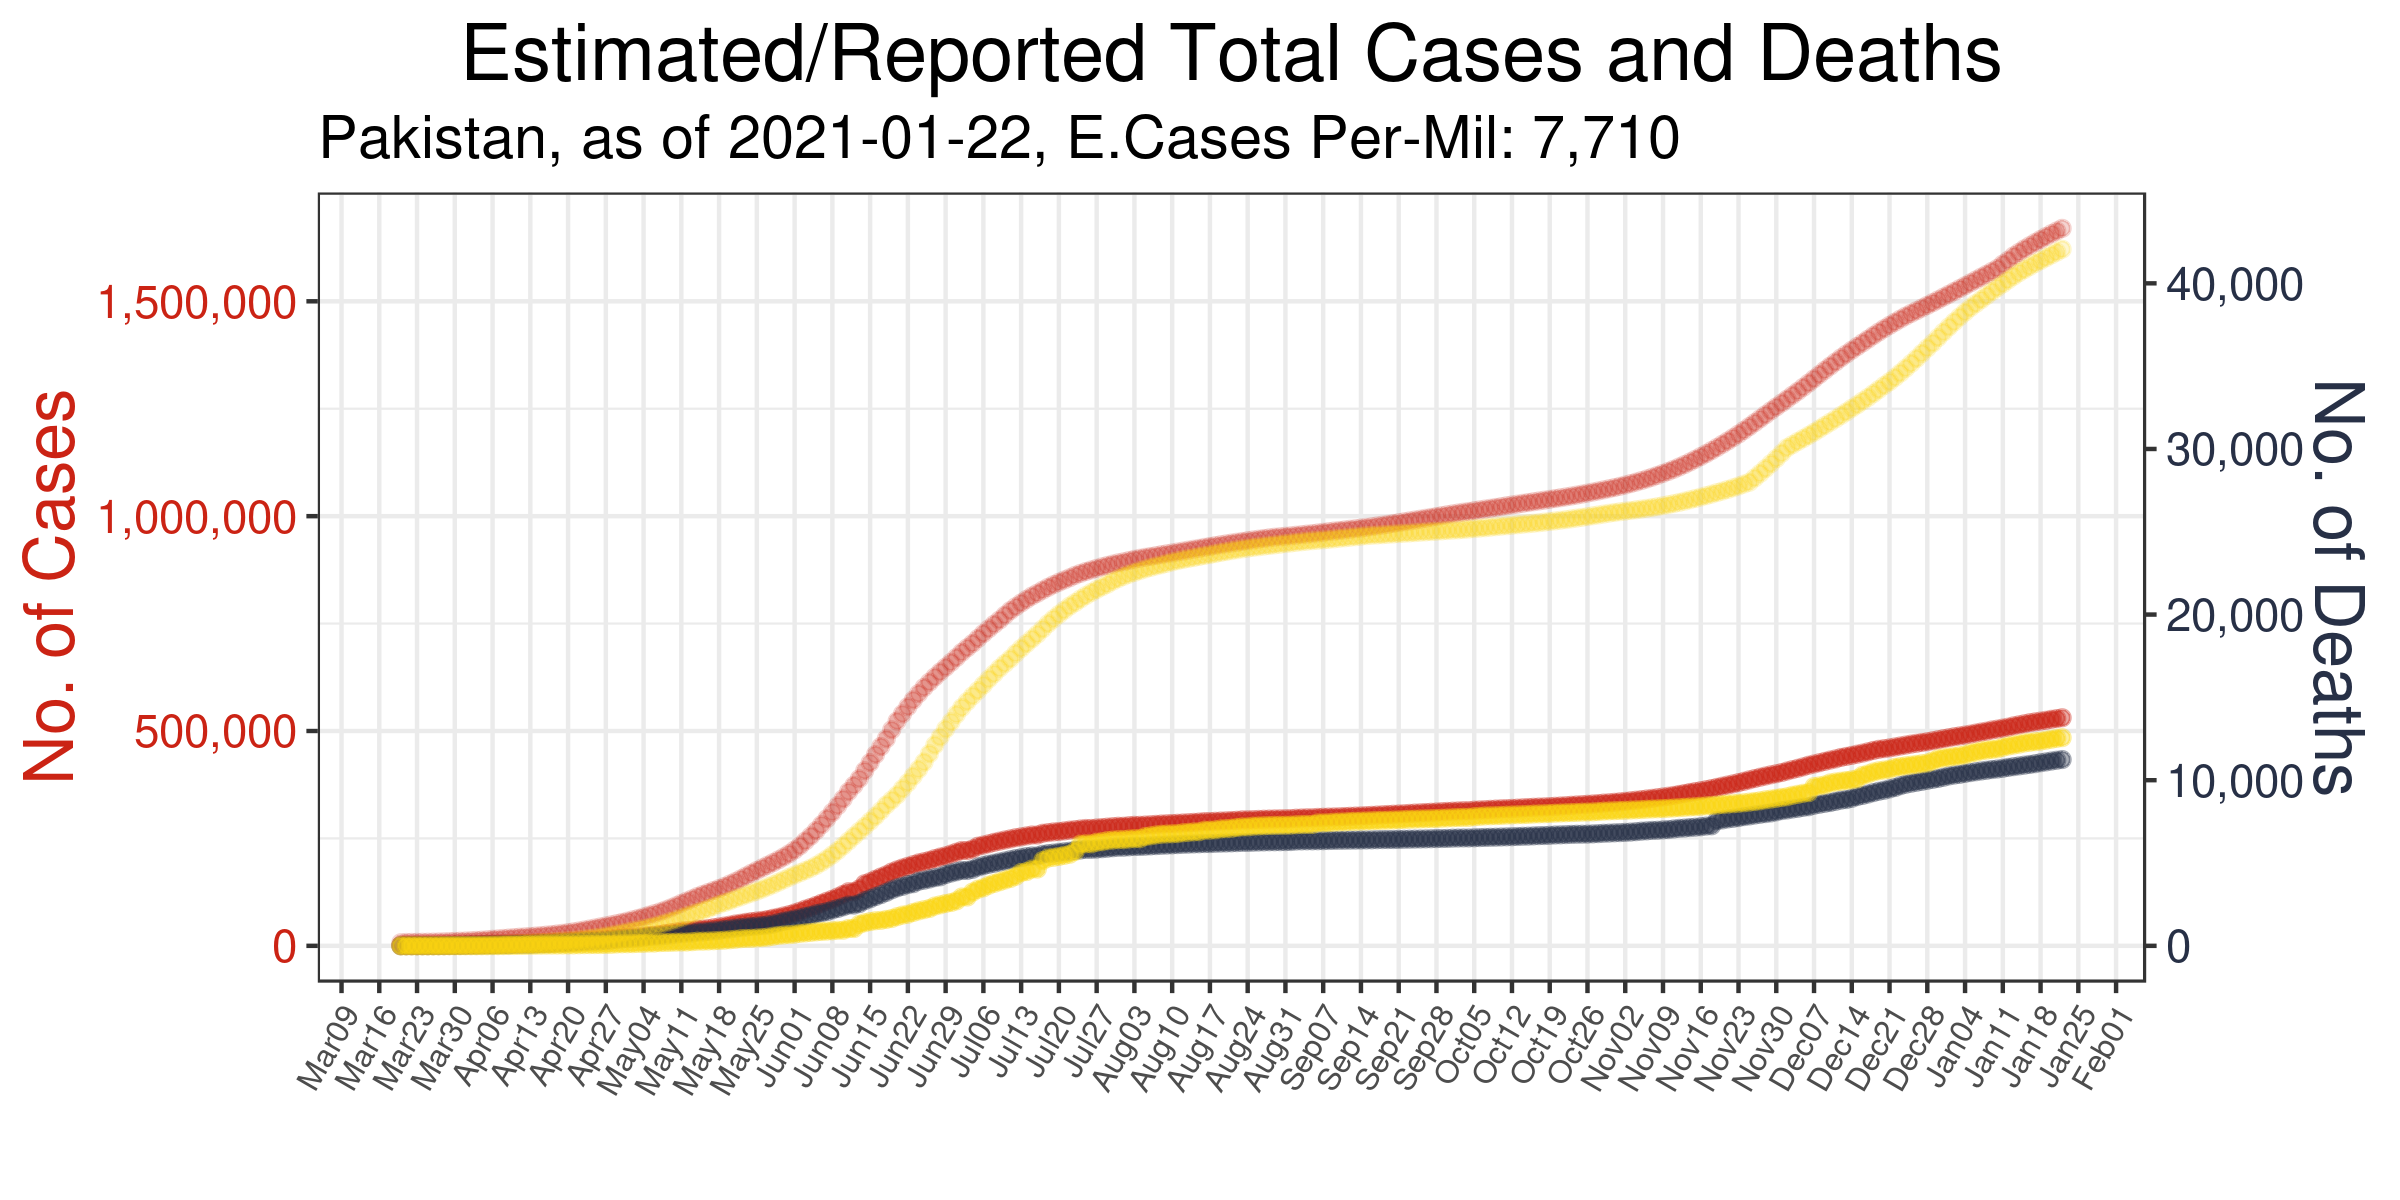 Estimated/Reported Total Cases and Deaths
Pakistan, as of 2021-01-22, E.Cases Per-Mil: 7,710
No. of Cases
1,500,000
1,000,000
500,000
0
40,000
30,000
20,000
10,000
0
No. of Deaths
Mar09 Mar16 Mar23 Mar30 Apr06 Apr13 Apr20 Apr27 May04 May11 May18 May25 Jun01 Jun08 Jun15 Jun22 Jun29 Jul06 Jul13 Jul20 Jul27 Aug03 Aug10 Aug17 Aug24 Aug31 Sep07 Sep14 Sep21 Sep28 Oct05 Oct12 Oct19 Oct26 Nov02 Nov09 Nov16 Nov23 Nov30 Dec07 Dec14 Dec21 Dec28 Jan04 Jan11 Jan18 Jan25 Feb01